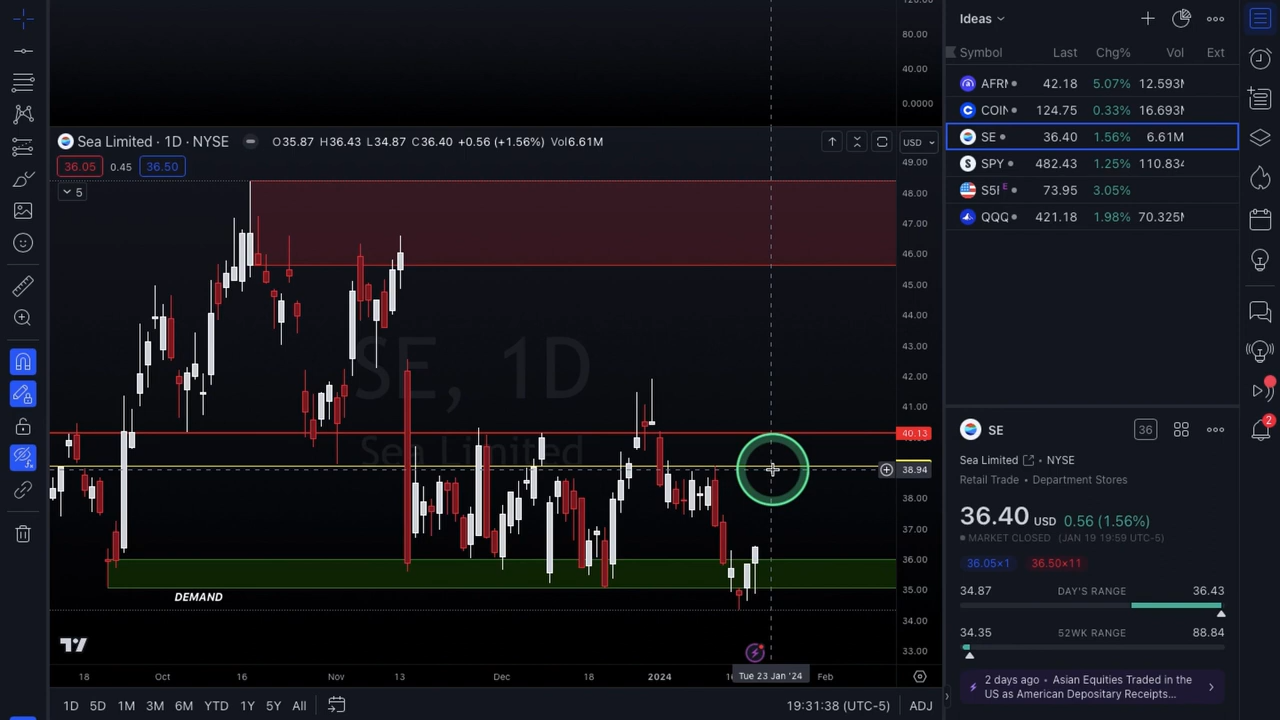 120.00
80.00
40.00
0.0000
Sea Limited · 1D · NYSE O35.87 H36.43 L34.87 C36.40 +0.56 (+1.56%) Vol6.61M
USD
36.05 0.45 36.50
5
49.00
48.00
47.00
46.00
45.00
44.00
43.00
42.00
41.00
40.13
38.94
38.00
37.00
36.00
35.00
34.00
33.00
SE, 1D
Sea Limited
DEMAND
18 Oct 16 Nov 13 Dec 18 2024 Tue 23 Jan '24 Feb
1D 5D 1M 3M 6M YTD 1Y 5Y All 19:31:38 (UTC-5) ADJ
Ideas
Symbol Last Chg% Vol Ext
AFRM 42.18 5.07% 12.593M
COIN 124.75 0.33% 16.693M
SE 36.40 1.56% 6.61M
SPY 482.43 1.25% 110.834
S5I E 73.95 3.05%
QQQ 421.18 1.98% 70.325M
SE 36
Sea Limited · NYSE
Retail Trade · Department Stores
36.40 USD 0.56 (1.56%)
MARKET CLOSED (JAN 19 19:59 UTC-5)
36.05×1 36.50×11
34.87 DAY'S RANGE 36.43
34.35 52WK RANGE 88.84
2 days ago · Asian Equities Traded in the
US as American Depositary Receipts...
2